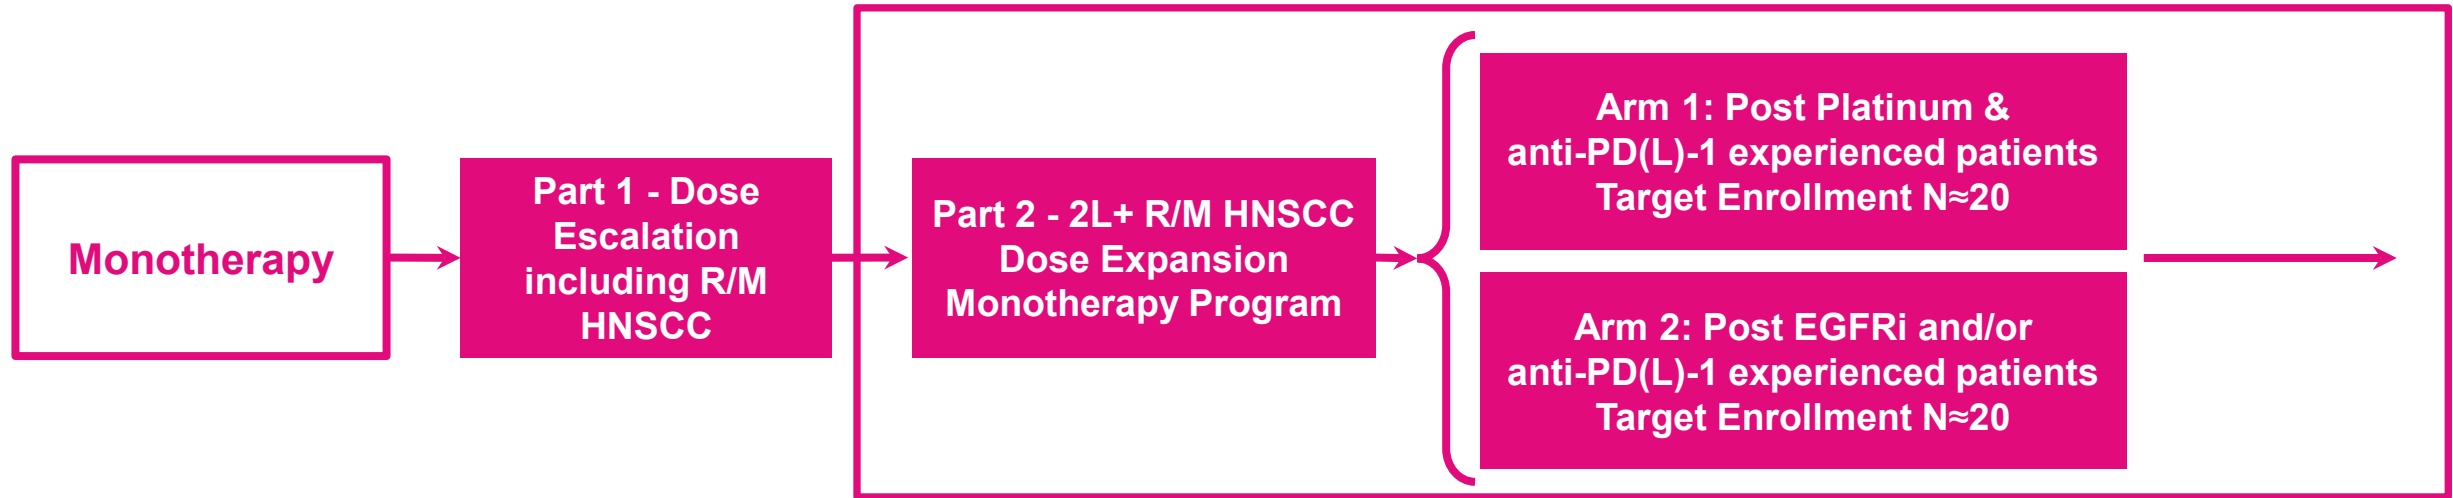 Monotherapy
Part 1 - Dose
Escalation
including R/M
HNSCC
Part 2 - 2L+ R/M HNSCC
Dose Expansion
Monotherapy Program
Arm 1: Post Platinum &
anti-PD(L)-1 experienced patients
Target Enrollment N≈20
Arm 2: Post EGFRi and/or
anti-PD(L)-1 experienced patients
Target Enrollment N≈20